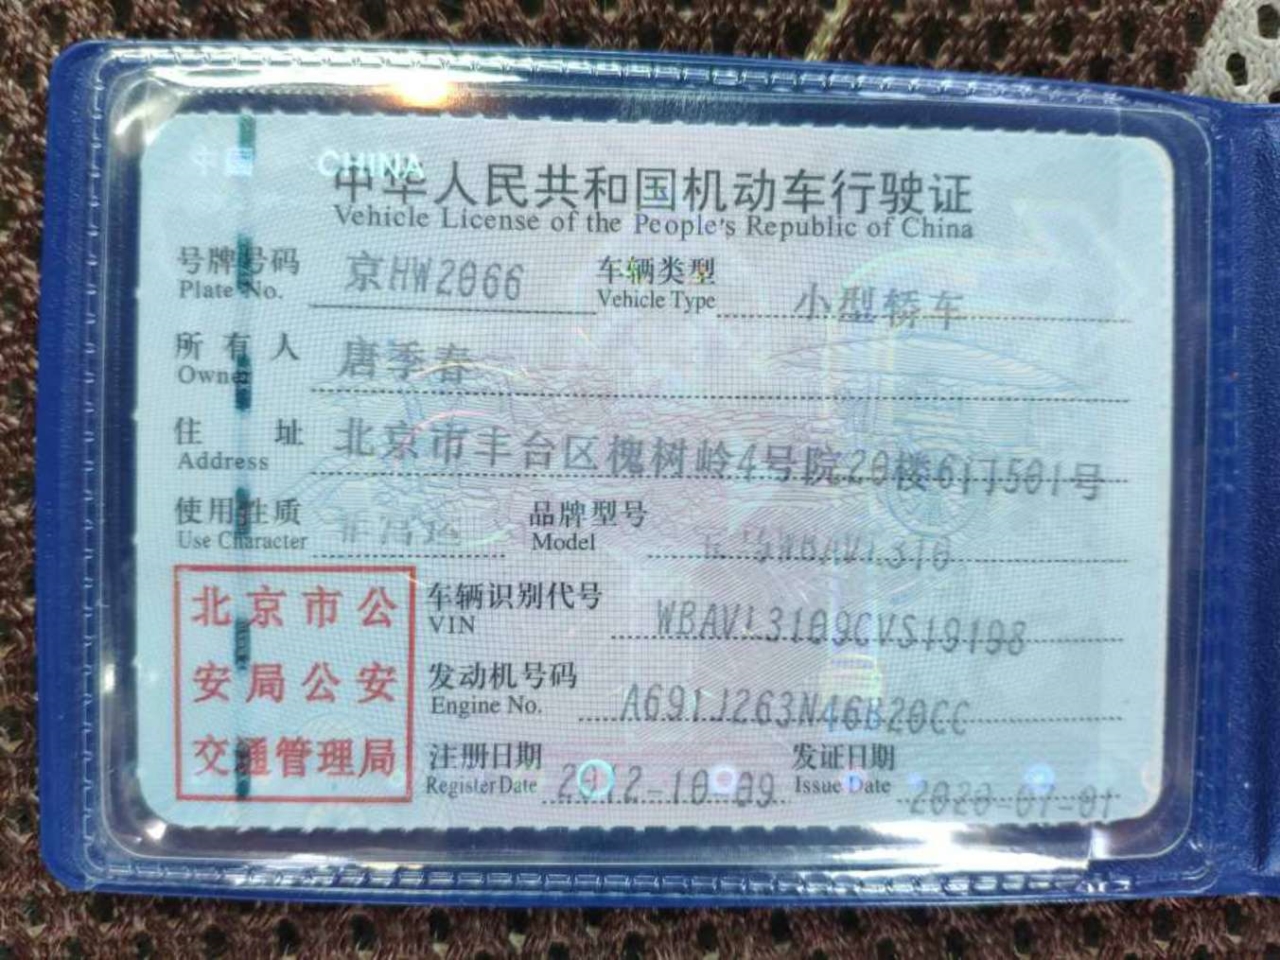 中国 CHINA
中华人民共和国机动车行驶证
Vehicle License of the People's Republic of China
号牌号码 京HW2066 车辆类型 小型轿车
Plate No. Vehicle Type
所有人 唐季春
Owner
住址 北京市丰台区槐树岭4号院20楼6门501号
Address
使用性质 非营运 品牌型号
Use Character Model
北京市公
安局公安
交通管理局
车辆识别代号 WBAVL3109CVS19198
VIN
发动机号码 A691J263N46B20CC
Engine No.
注册日期 2012-10-09 发证日期 2020-07-01
Register Date Issue Date